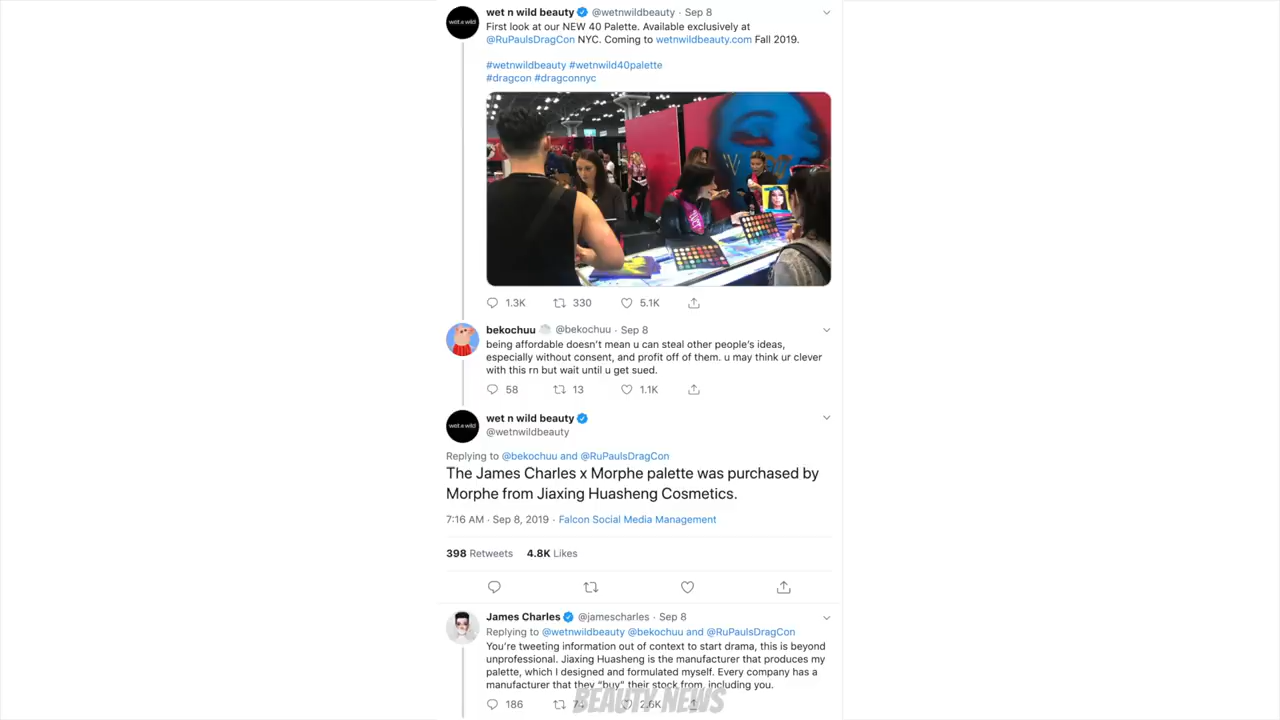 wet n wild beauty @wetnwildbeauty · Sep 8
First look at our NEW 40 Palette. Available exclusively at
@RuPaulsDragCon NYC. Coming to wetnwildbeauty.com Fall 2019.
#wetnwildbeauty #wetnwild40palette
#dragcon #dragconnyc
1.3K 330 5.1K
bekochuu @bekochuu · Sep 8
being affordable doesn't mean u can steal other people's ideas,
especially without consent, and profit off of them. u may think ur clever
with this rn but wait until u get sued.
58 13 1.1K
wet n wild beauty
@wetnwildbeauty
Replying to @bekochuu and @RuPaulsDragCon
The James Charles x Morphe palette was purchased by
Morphe from Jiaxing Huasheng Cosmetics.
7:16 AM · Sep 8, 2019 · Falcon Social Media Management
398 Retweets 4.8K Likes
James Charles @jamescharles · Sep 8
Replying to @wetnwildbeauty @bekochuu and @RuPaulsDragCon
You're tweeting information out of context to start drama, this is beyond
unprofessional. Jiaxing Huasheng is the manufacturer that produces my
palette, which I designed and formulated myself. Every company has a
manufacturer that they “buy” their stock from, including you.
186 2.6K
BEAUTY NEWS